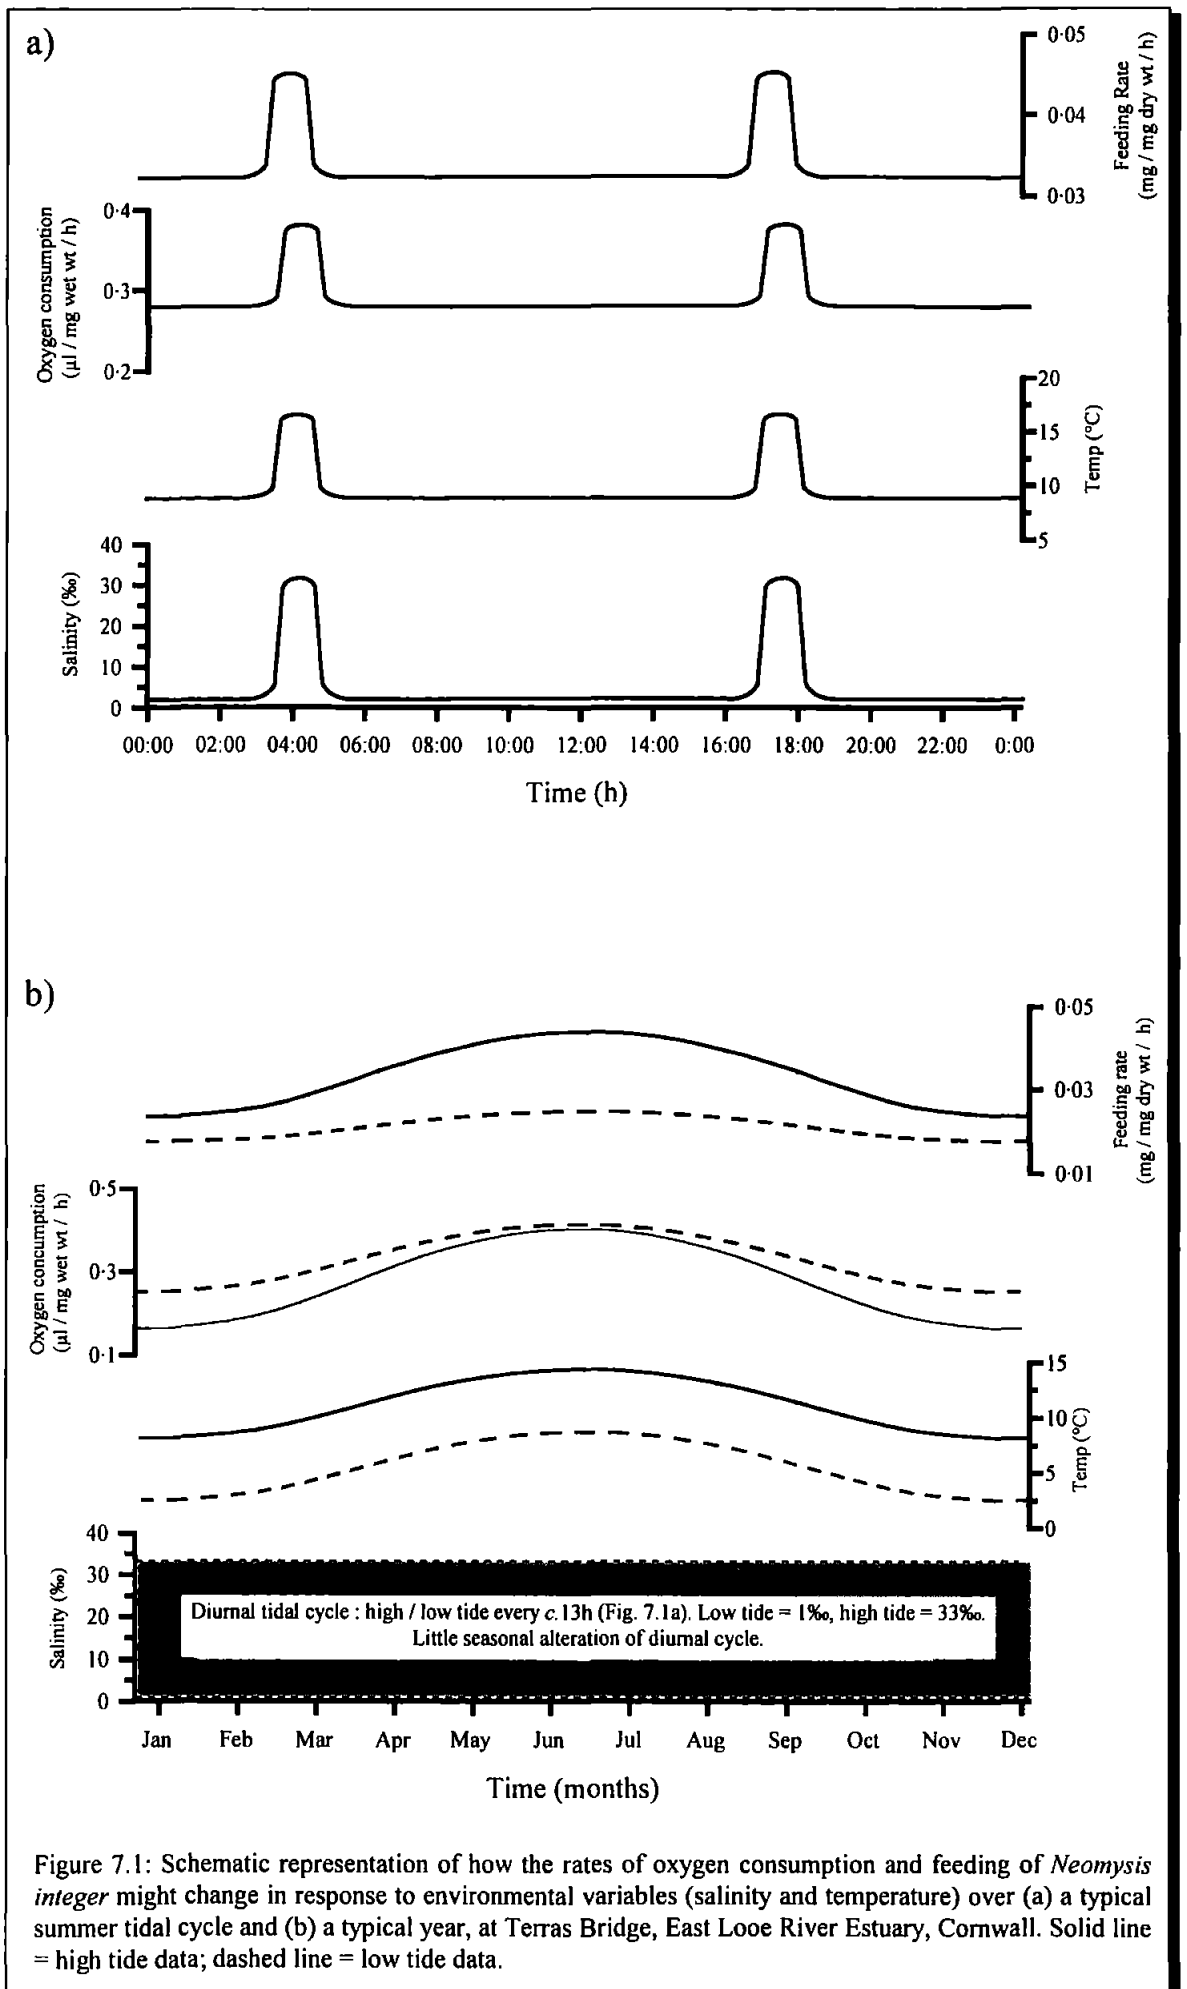 a)
0·05
0·04
0·03
Feeding Rate
(mg / mg dry wt / h)
0·4
0·3
0·2
Oxygen consumption
(µl / mg wet wt / h)
20
15
10
5
Temp (°C)
40
30
20
10
0
Salinity (‰)
00:00 02:00 04:00 06:00 08:00 10:00 12:00 14:00 16:00 18:00 20:00 22:00 0:00
Time (h)
b)
0·05
0·03
0·01
Feeding rate
(mg / mg dry wt / h)
0·5
0·3
0·1
Oxygen concumption
(µl / mg wet wt / h)
15
10
5
0
Temp (°C)
40
30
20
10
0
Salinity (‰)
Diurnal tidal cycle : high / low tide every c.13h (Fig. 7.1a). Low tide = 1‰, high tide = 33‰.
Little seasonal alteration of diurnal cycle.
Jan Feb Mar Apr May Jun Jul Aug Sep Oct Nov Dec
Time (months)
Figure 7.1: Schematic representation of how the rates of oxygen consumption and feeding of Neomysis
integer might change in response to environmental variables (salinity and temperature) over (a) a typical
summer tidal cycle and (b) a typical year, at Terras Bridge, East Looe River Estuary, Cornwall. Solid line
= high tide data; dashed line = low tide data.